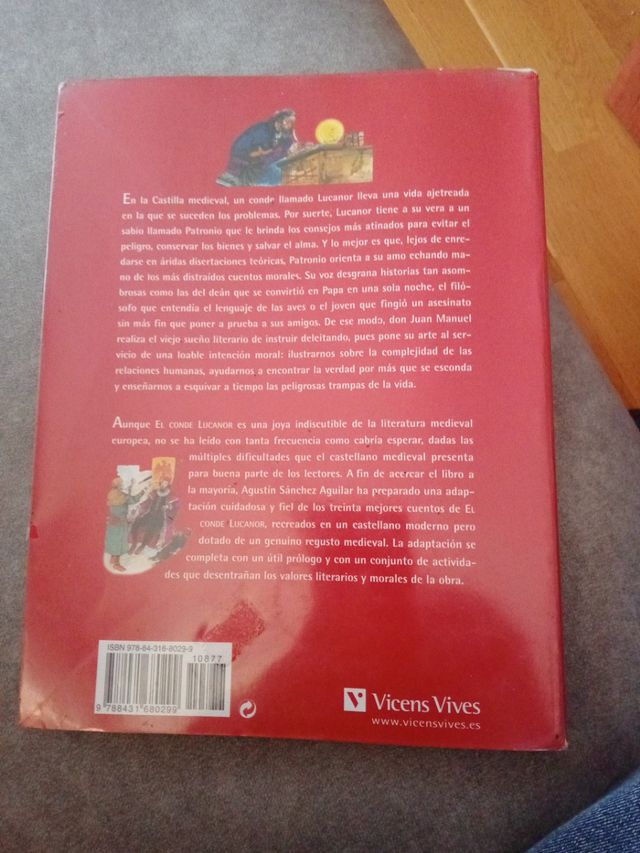 En la Castilla medieval, un conde llamado Lucanor lleva una vida ajetreada
en la que se suceden los problemas. Por suerte, Lucanor tiene a su vera a un
sabio llamado Patronio que le brinda los consejos más atinados para evitar el
peligro, conservar los bienes y salvar el alma. Y lo mejor es que, lejos de enre-
darse en áridas disertaciones teóricas, Patronio orienta a su amo echando ma-
no de los más distraídos cuentos morales. Su voz desgrana historias tan asom-
brosas como las del deán que se convirtió en Papa en una sola noche, el filó-
sofo que entendía el lenguaje de las aves o el joven que fingió un asesinato
sin más fin que poner a prueba a sus amigos. De ese modo, don Juan Manuel
realiza el viejo sueño literario de instruir deleitando, pues pone su arte al ser-
vicio de una loable intención moral: ilustrarnos sobre la complejidad de las
relaciones humanas, ayudarnos a encontrar la verdad por más que se esconda
y enseñarnos a esquivar a tiempo las peligrosas trampas de la vida.
Aunque EL CONDE LUCANOR es una joya indiscutible de la literatura medieval
europea, no se ha leído con tanta frecuencia como cabría esperar, dadas las
múltiples dificultades que el castellano medieval presenta
para buena parte de los lectores. A fin de acercar el libro a
la mayoría, Agustín Sánchez Aguilar ha preparado una adap-
tación cuidadosa y fiel de los treinta mejores cuentos de EL
CONDE LUCANOR, recreados en un castellano moderno pero
dotado de un genuino regusto medieval. La adaptación se
completa con un útil prólogo y con un conjunto de activida-
des que desentrañan los valores literarios y morales de la obra.
ISBN 978-84-316-8029-9
10877
9 788431 680299
V Vicens Vives
www.vicensvives.es